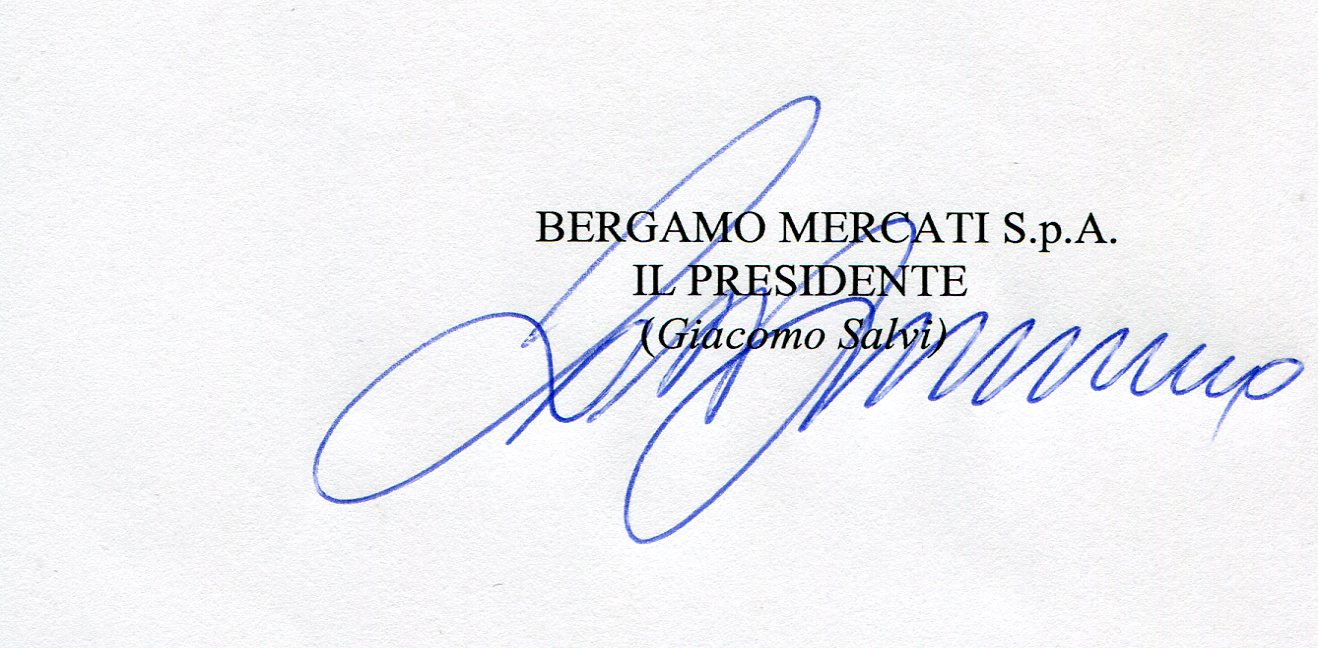 BERGAMO MERCATI S.p.A.
IL PRESIDENTE
(Giacomo Salvi)